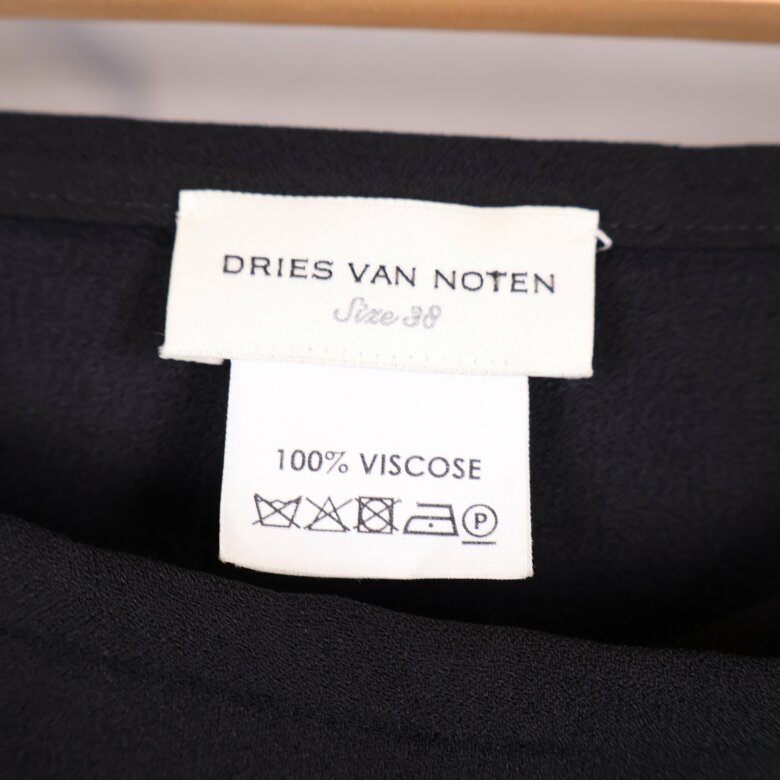 DRIES VAN NOTEN
Size 38
100% VISCOSE
P